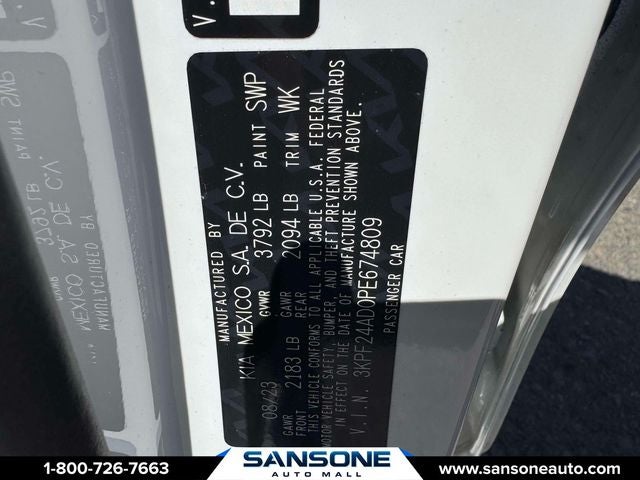 V.
MANUFACTURED BY
KIA MEXICO S.A. DE C.V.
08/23 GVWR 3792 LB PAINT SWP
GAWR FRONT 2183 LB GAWR REAR 2094 LB TRIM WK
THIS VEHICLE CONFORMS TO ALL APPLICABLE U.S.A. FEDERAL
MOTOR VEHICLE SAFETY, BUMPER, AND THEFT PREVENTION STANDARDS
IN EFFECT ON THE DATE OF MANUFACTURE SHOWN ABOVE.
V.I.N. 3KPF24AD0PE674809
PASSENGER CAR
1-800-726-7663
SANSONE
AUTO MALL
www.sansoneauto.com